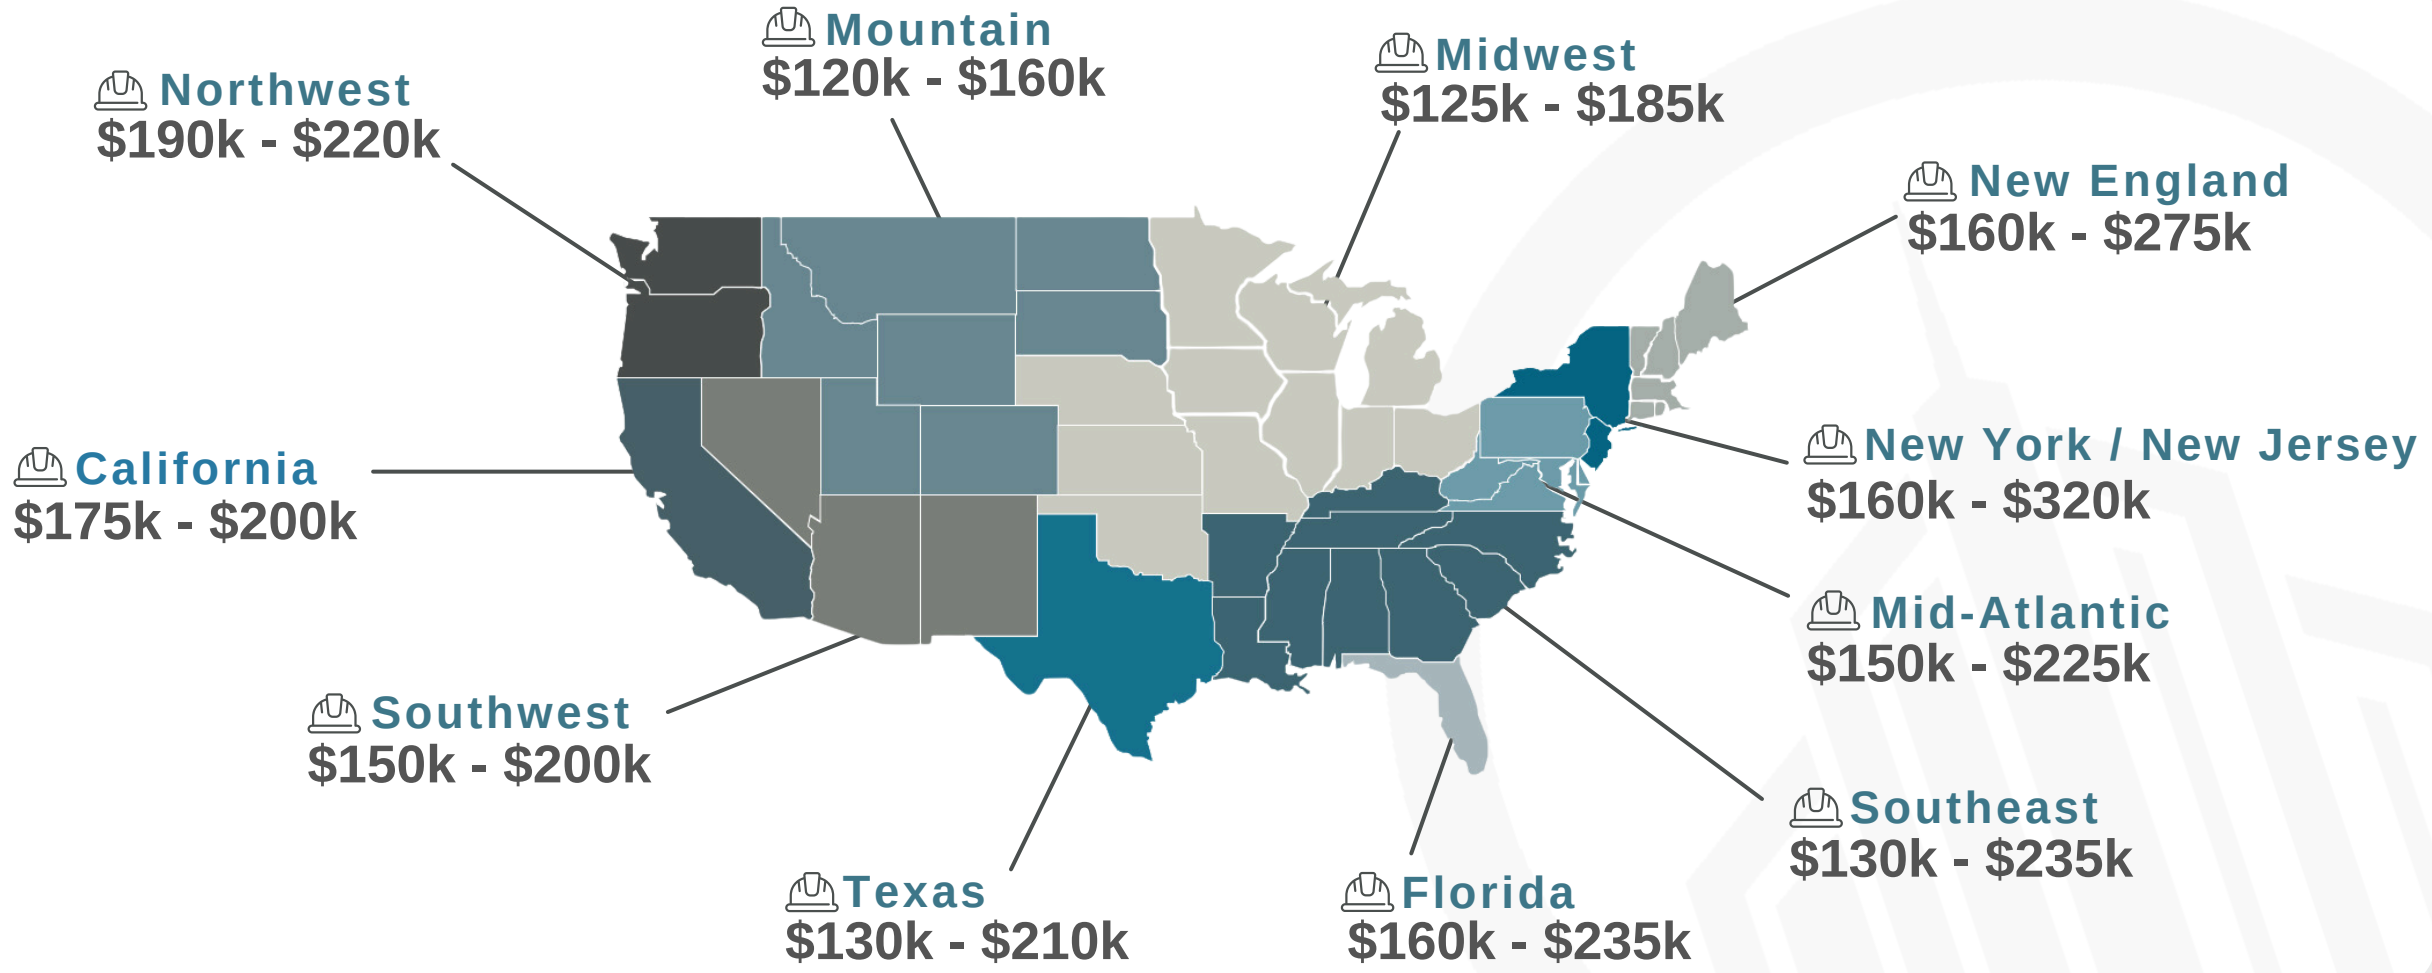 Mountain
$120k - $160k
Midwest
$125k - $185k
Northwest
$190k - $220k
New England
$160k - $275k
California
$175k - $200k
New York / New Jersey
$160k - $320k
Mid-Atlantic
$150k - $225k
Southwest
$150k - $200k
Southeast
$130k - $235k
Texas
$130k - $210k
Florida
$160k - $235k